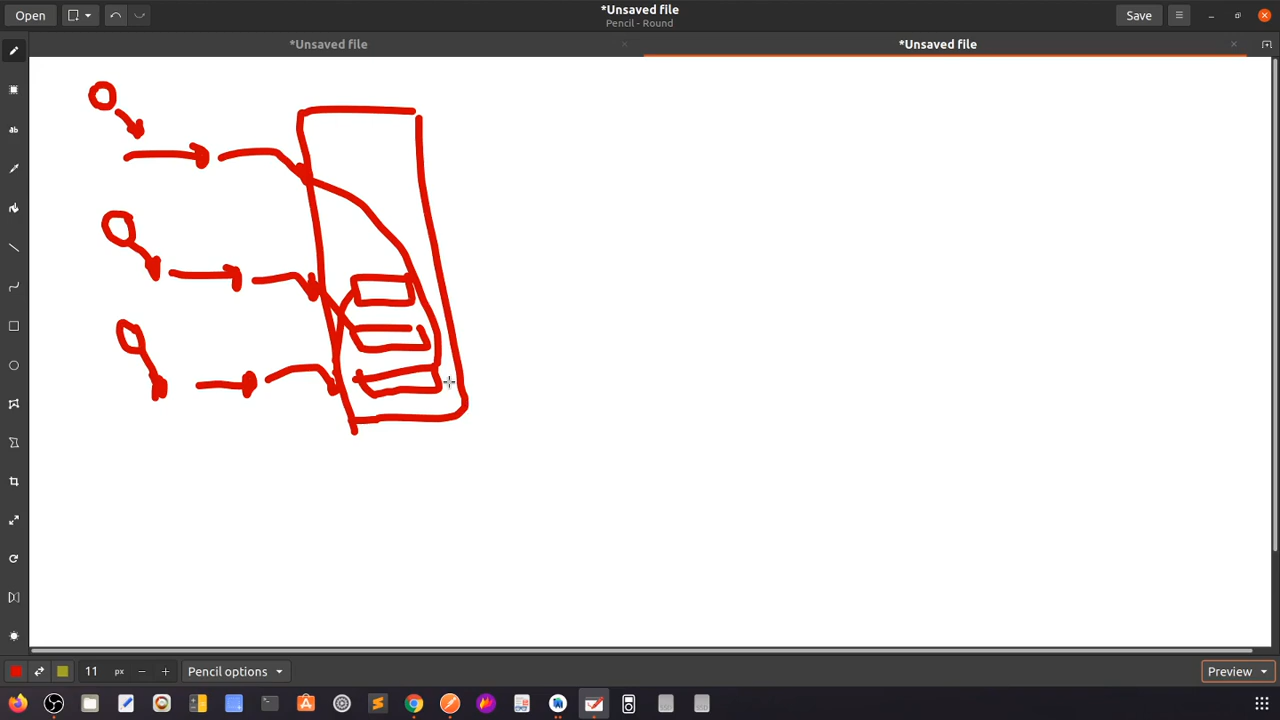 Open
*Unsaved file
Pencil - Round
Save
*Unsaved file
*Unsaved file
11 px − +
Pencil options
Preview